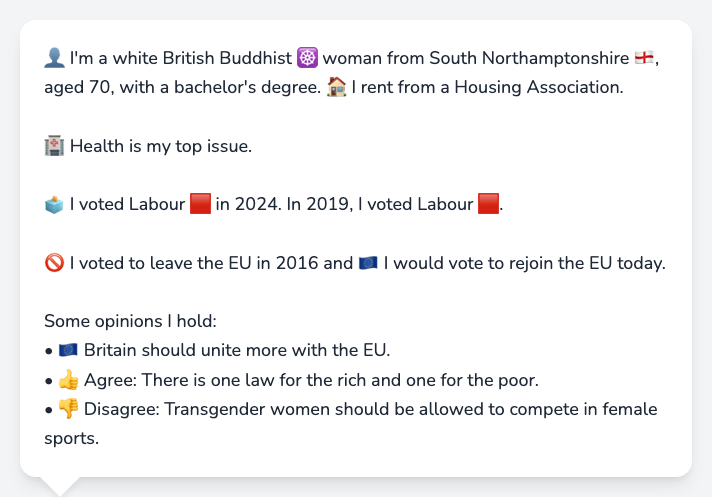 👤 I'm a white British Buddhist ☸️ woman from South Northamptonshire 🏴󠁧󠁢󠁥󠁮󠁧󠁿,
aged 70, with a bachelor's degree. 🏠 I rent from a Housing Association.
🏥 Health is my top issue.
🗳️ I voted Labour 🟥 in 2024. In 2019, I voted Labour 🟥.
🚫 I voted to leave the EU in 2016 and 🇪🇺 I would vote to rejoin the EU today.
Some opinions I hold:
• 🇪🇺 Britain should unite more with the EU.
• 👍 Agree: There is one law for the rich and one for the poor.
• 👎 Disagree: Transgender women should be allowed to compete in female
sports.